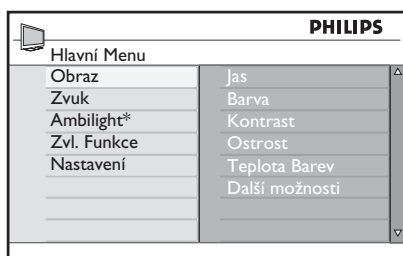 PHILIPS
Hlavní Menu
Obraz
Zvuk
Ambilight*
Zvl. Funkce
Nastavení
Jas
Barva
Kontrast
Ostrost
Teplota Barev
Další možnosti